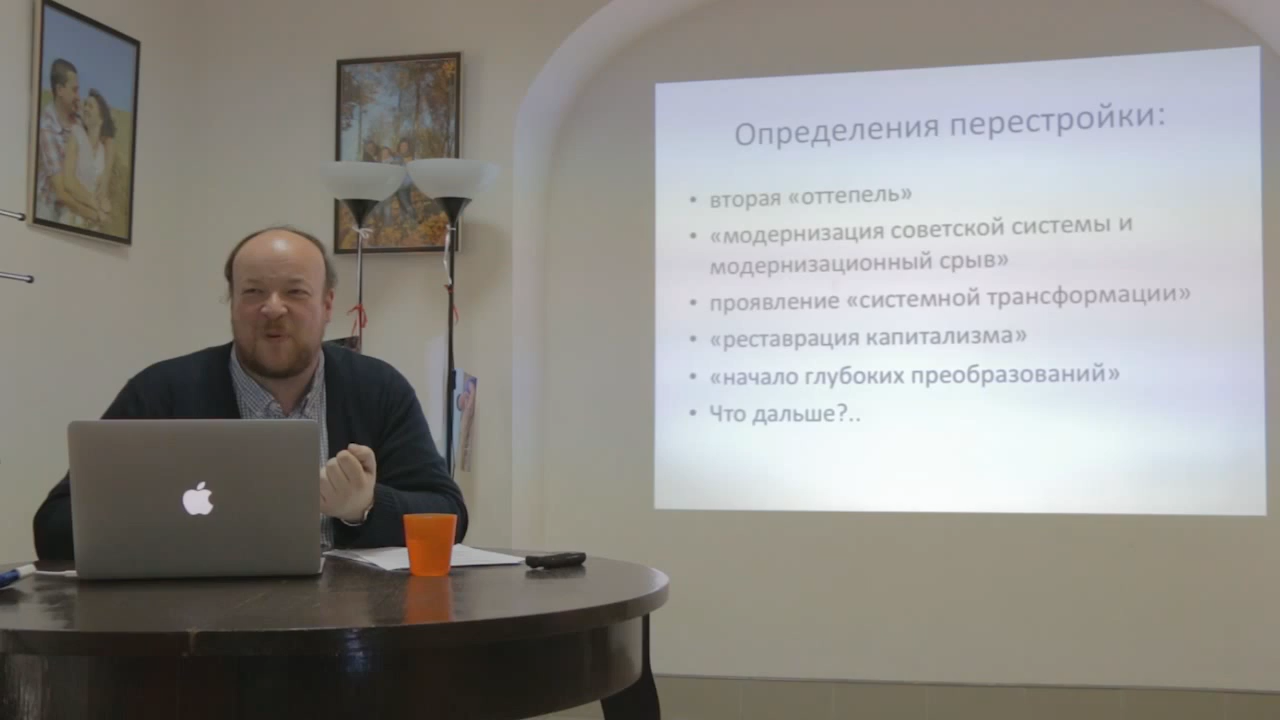 Определения перестройки:
• вторая «оттепель»
• «модернизация советской системы и
модернизационный срыв»
• проявление «системной трансформации»
• «реставрация капитализма»
• «начало глубоких преобразований»
• Что дальше?..